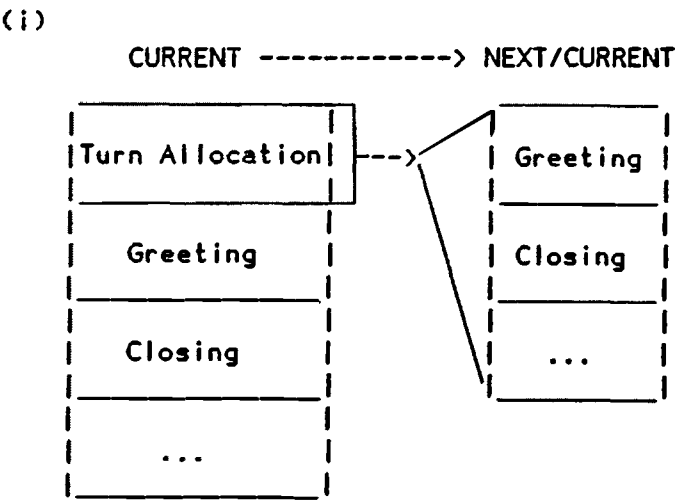 (i)
CURRENT ------------> NEXT/CURRENT
Turn Allocation
Greeting
Closing
...
Greeting
Closing
...